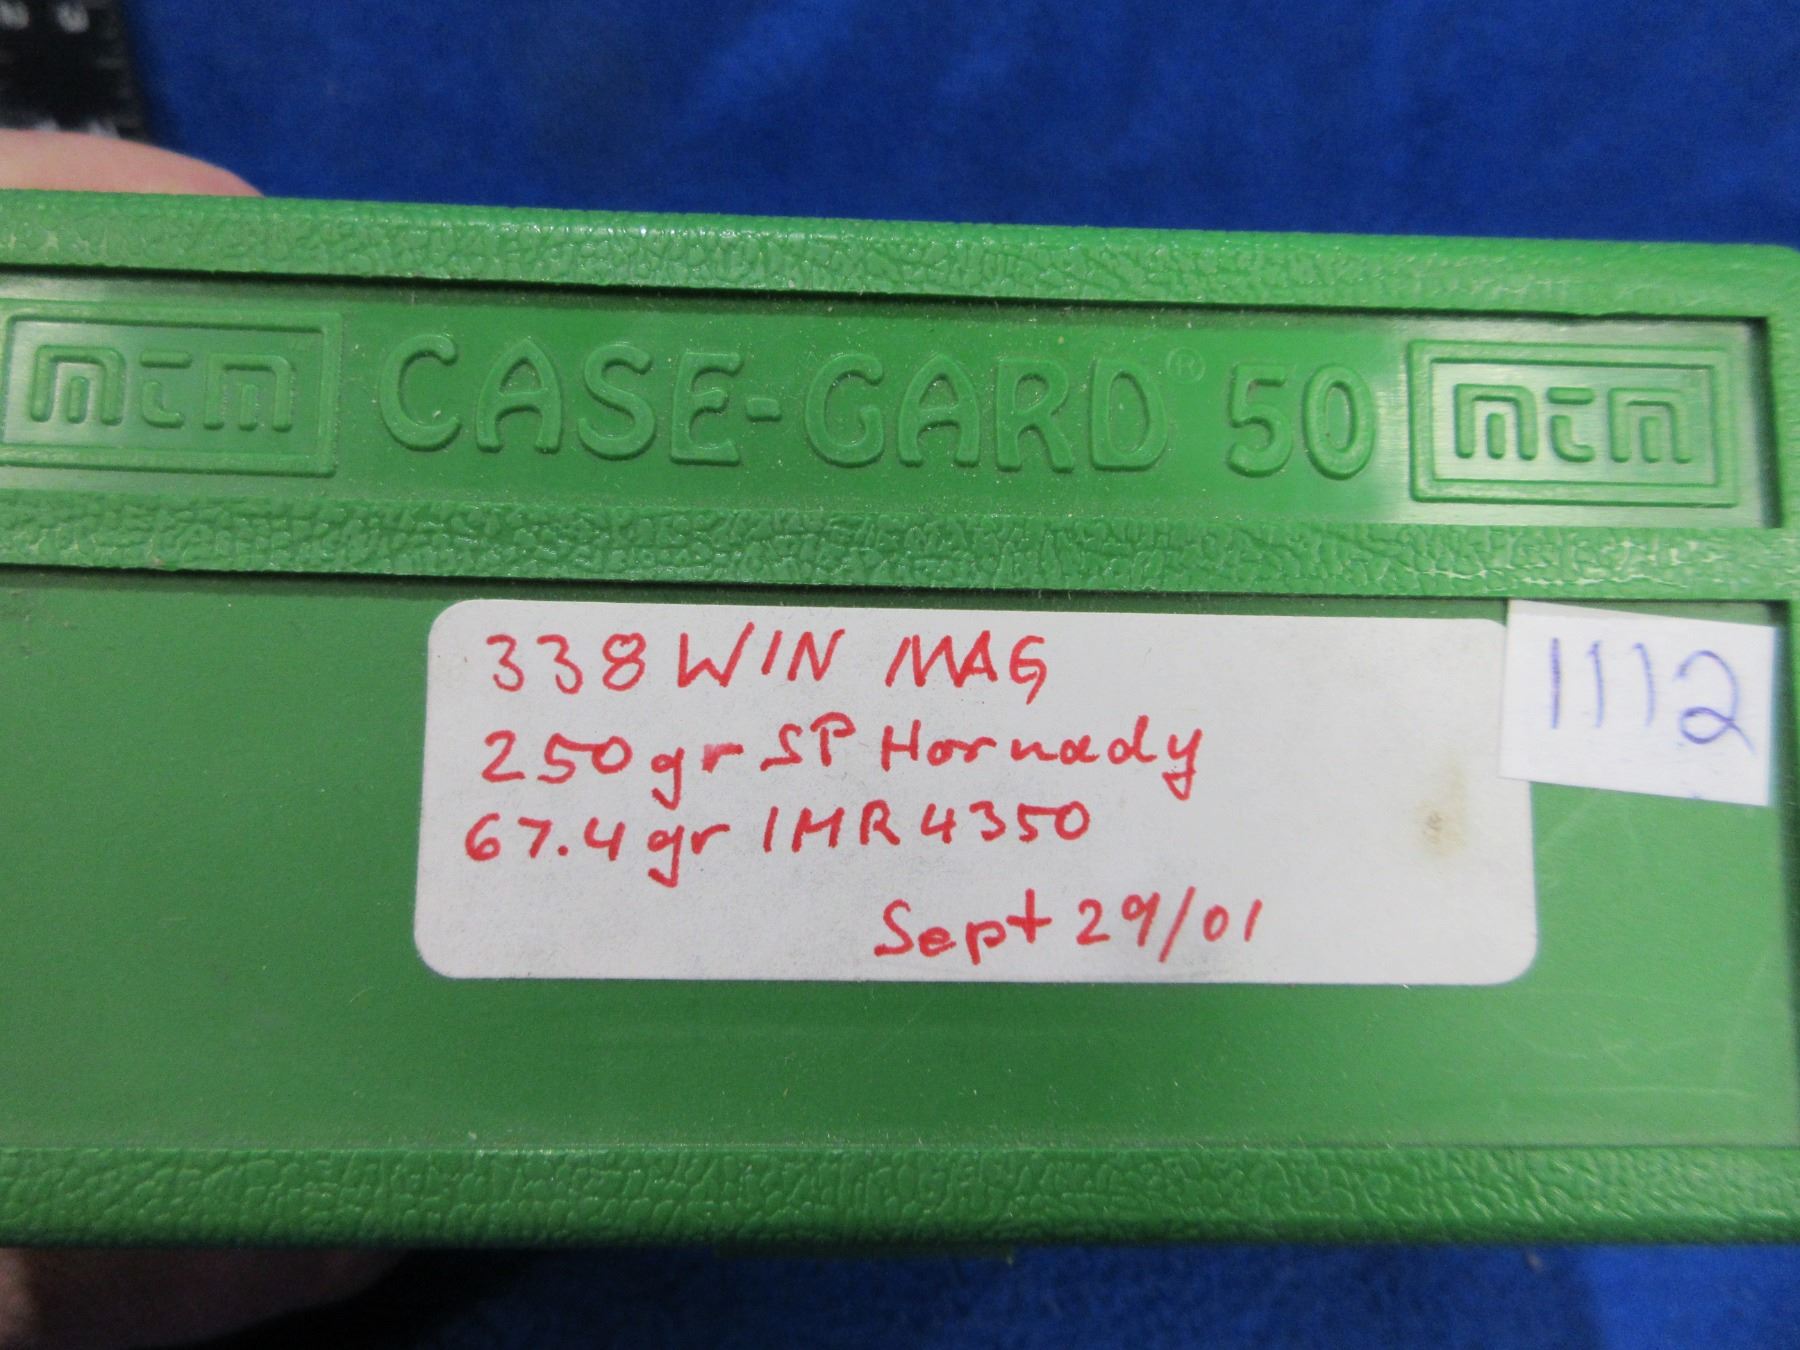 mTm CASE-GARD® 50 mTm
338 WIN MAG
1112
250 gr SP Hornady
67.4 gr IMR 4350
Sept 29/01